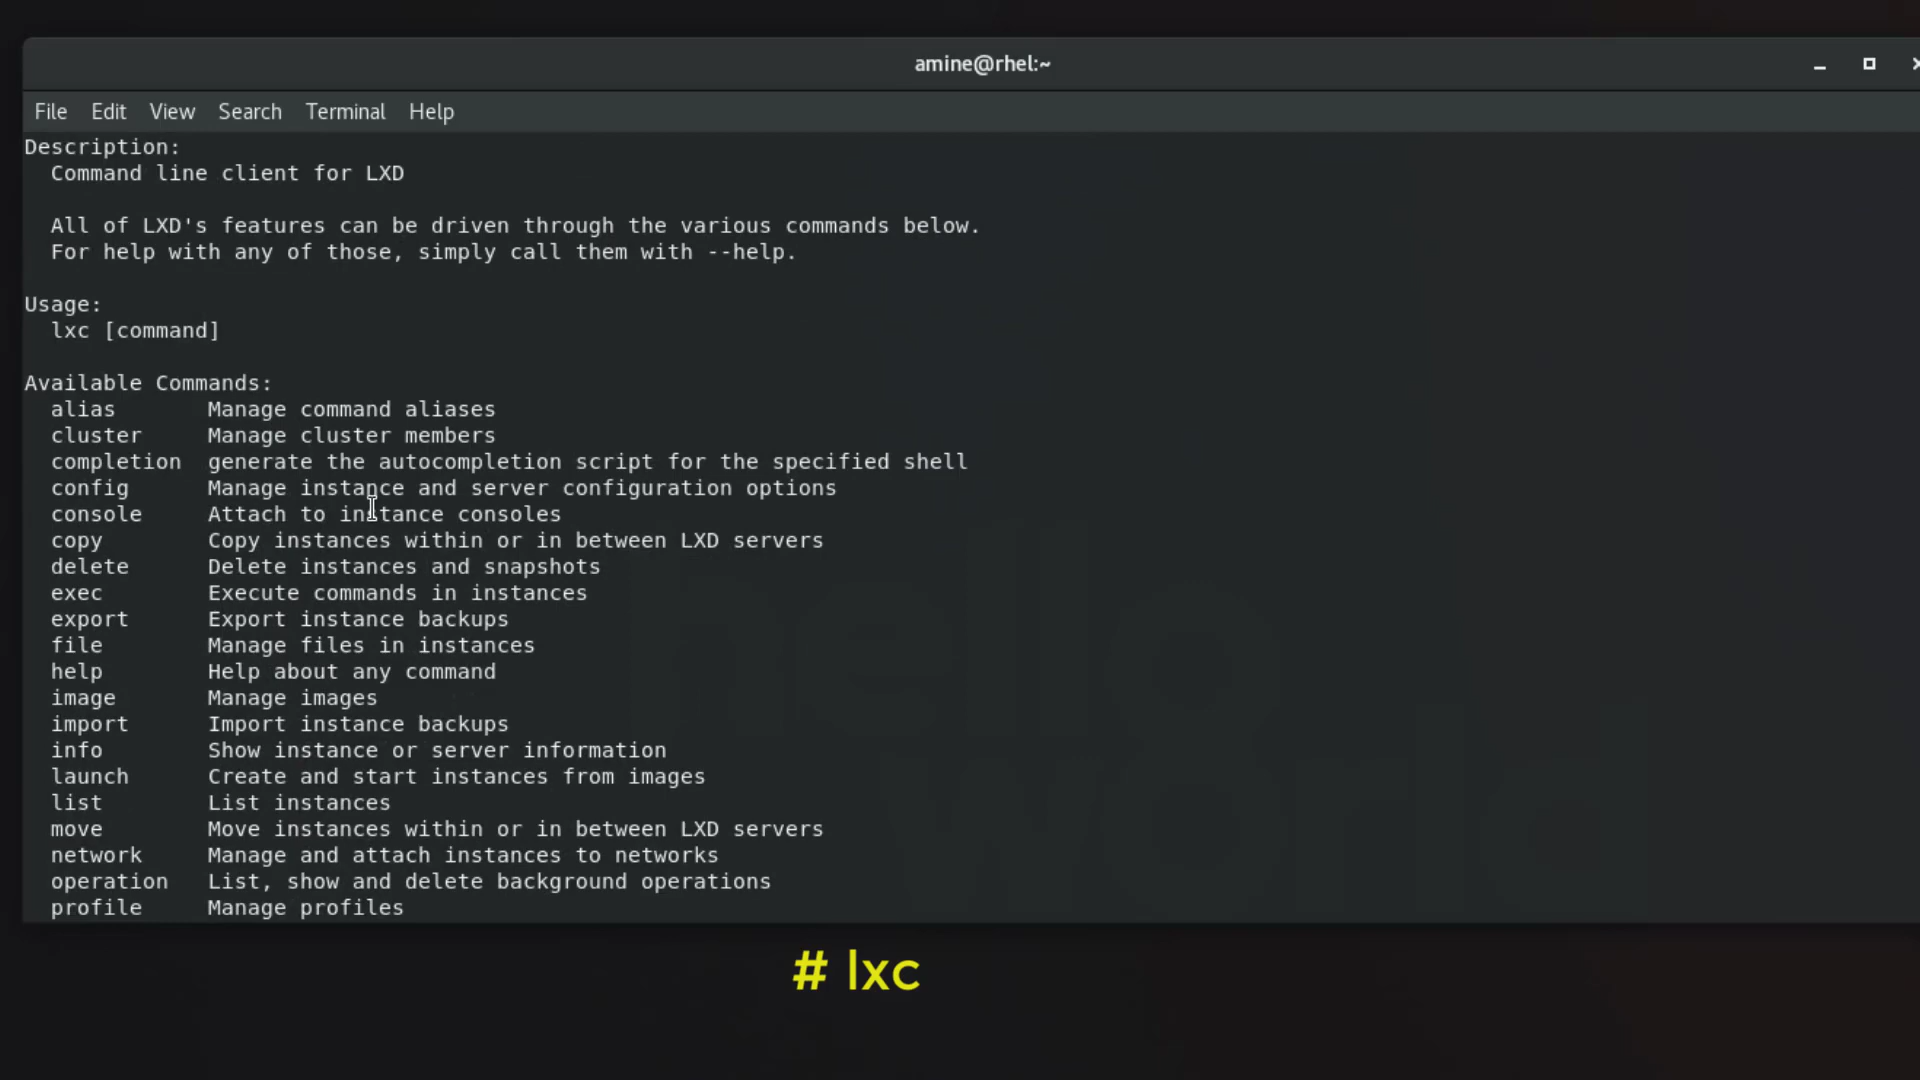 amine@rhel:~
File Edit View Search Terminal Help
Description:
  Command line client for LXD

  All of LXD's features can be driven through the various commands below.
  For help with any of those, simply call them with --help.

Usage:
  lxc [command]

Available Commands:
  alias       Manage command aliases
  cluster     Manage cluster members
  completion  generate the autocompletion script for the specified shell
  config      Manage instance and server configuration options
  console     Attach to instance consoles
  copy        Copy instances within or in between LXD servers
  delete      Delete instances and snapshots
  exec        Execute commands in instances
  export      Export instance backups
  file        Manage files in instances
  help        Help about any command
  image       Manage images
  import      Import instance backups
  info        Show instance or server information
  launch      Create and start instances from images
  list        List instances
  move        Move instances within or in between LXD servers
  network     Manage and attach instances to networks
  operation   List, show and delete background operations
  profile     Manage profiles
hello
world
# lxc